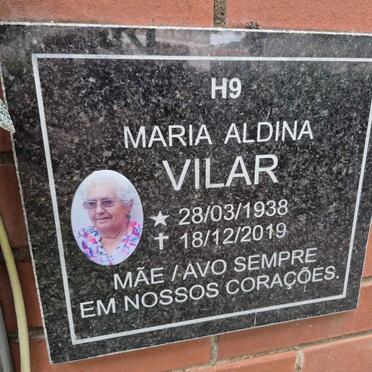 H9
MARIA ALDINA
VILAR
★ 28/03/1938
✝ 18/12/2019
MÃE / AVO SEMPRE
EM NOSSOS CORAÇÕES.